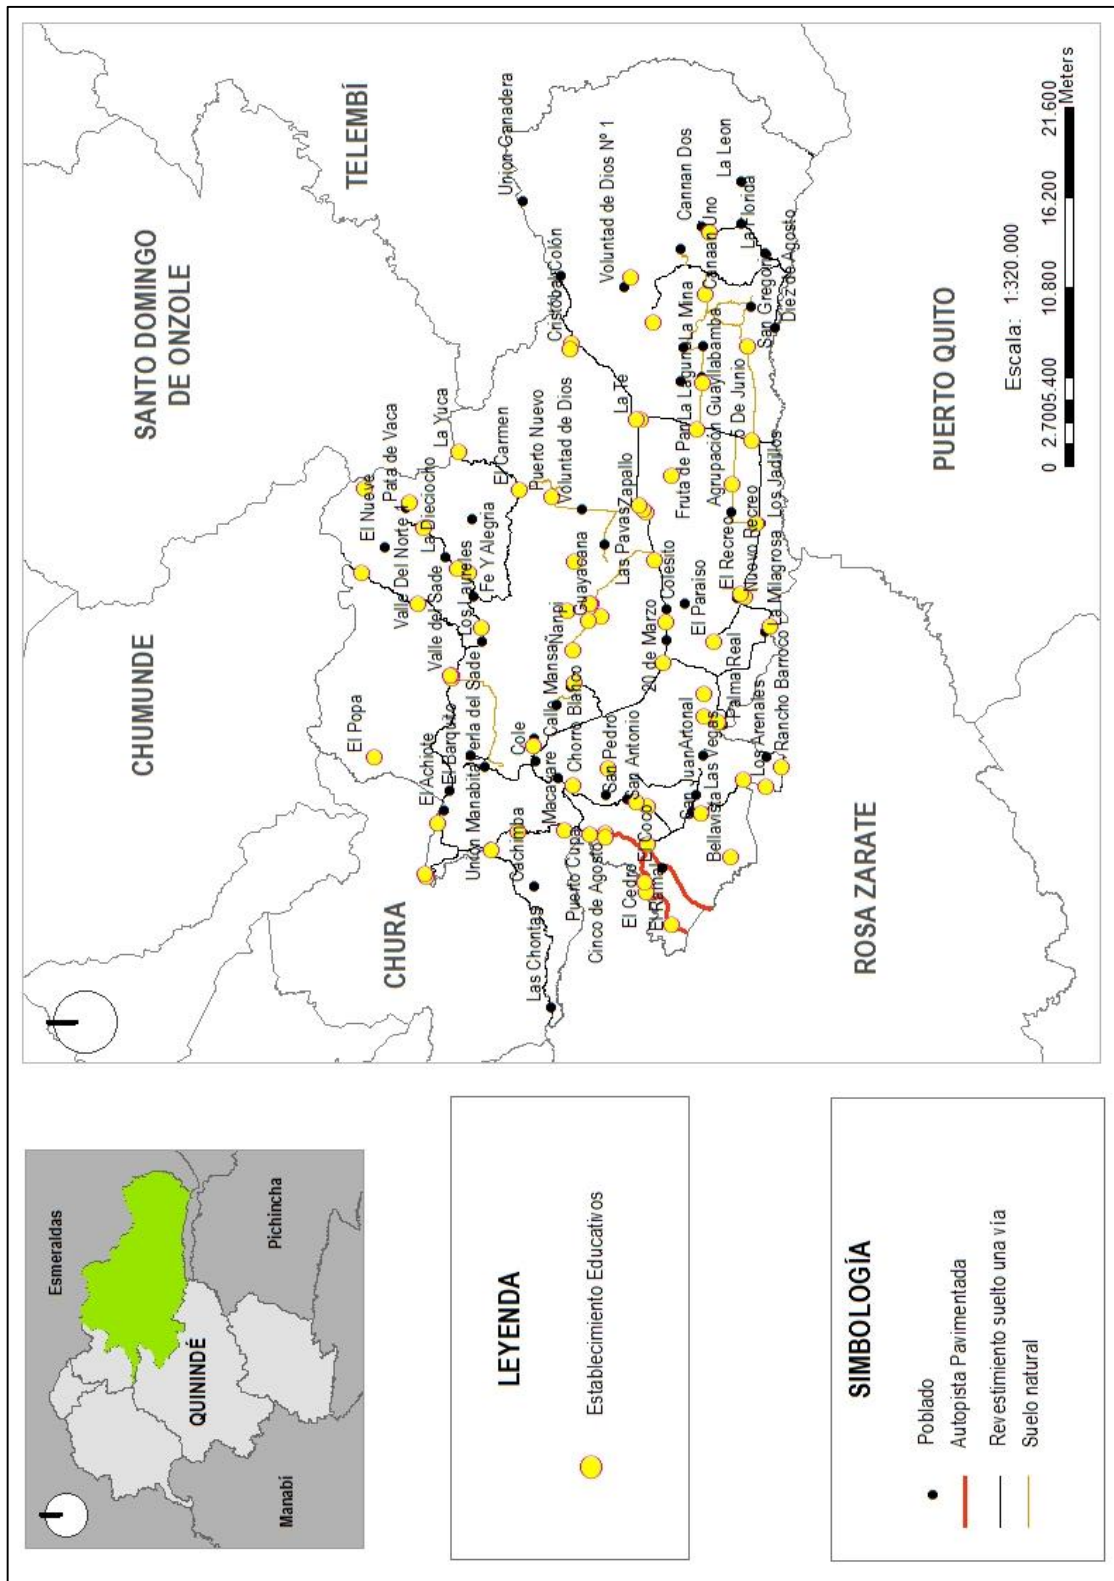 SANTO DOMINGO
DE ONZOLE
CHUMUNDE
TELEMBÍ
CHURA
PUERTO QUITO
ROSA ZARATE
Union Ganadera
Cristóbal Colón
Voluntad de Dios Nº 1
Cannan Dos
La Leon
Canaan Uno
La Florida
Diez de Agosto
San Gregori
La Mina
La Laguna
Guayllabamba
Agrupación
De Junio
Fruta de Pan
La Te
La Yuca
Pata de Vaca
El Nueve
La Dieciocho
Valle Del Norte 1
El Carmen
Puerto Nuevo
Voluntad de Dios
Fe Y Alegria
Los Laureles
Valle del Sade
Perla del Sade
Zapallo
Las Pavas
Guayacana
Ñanpi
Calle Mansa
Chorro Blanco
Colesito
20 de Marzo
El Paraiso
El Recreo
Nuevo Recreo
Los Jadillos
La Milagrosa
Rancho Barroco
Palma Real
Los Arenales
Las Vegas
Artonal
San Juan
Bellavista
San Antonio
San Pedro
El Popa
El Achiote
El Barquito
Union Manabita
Cole
Macacare
Cachimba
Las Chontas
Puerto Cupa
Cinco de Agosto
El Coco
El Cedro
El Ramal
Escala: 1:320.000
0 2.700 5.400 10.800 16.200 21.600
Meters
Esmeraldas
QUININDÉ
Pichincha
Manabí
LEYENDA
Establecimiento Educativos
SIMBOLOGÍA
Poblado
Autopista Pavimentada
Revestimiento suelto una vía
Suelo natural